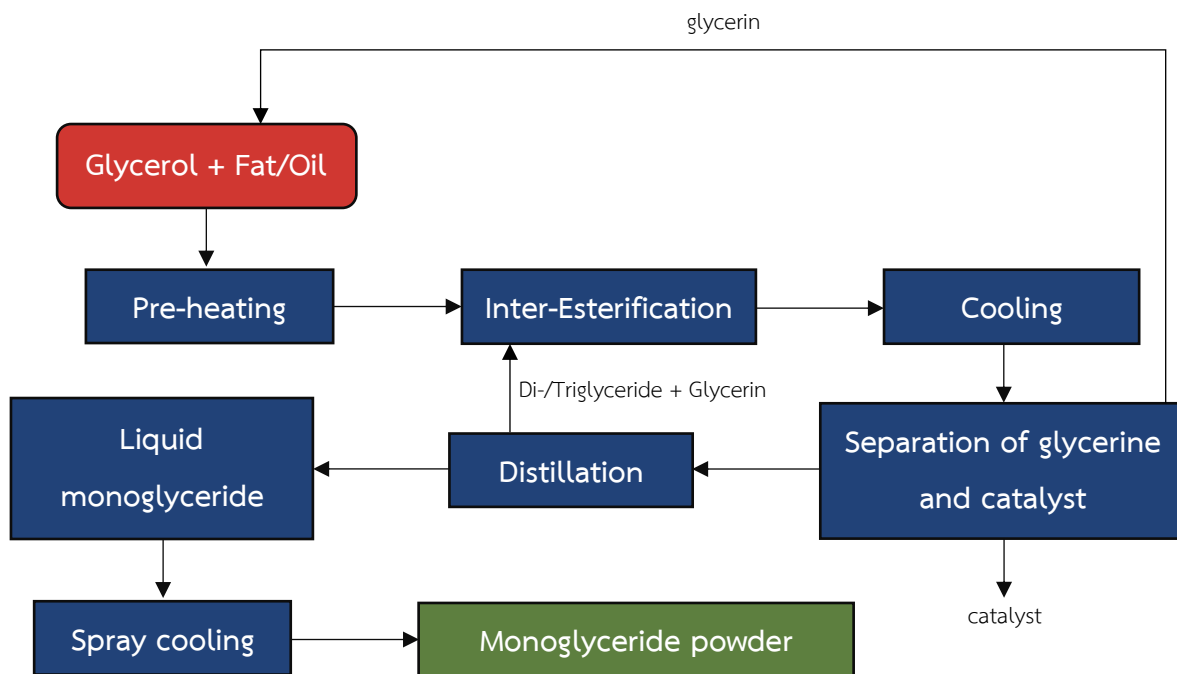 glycerin
Glycerol + Fat/Oil
Pre-heating
Inter-Esterification
Cooling
Di-/Triglyceride + Glycerin
Liquid
monoglyceride
Distillation
Separation of glycerine
and catalyst
catalyst
Spray cooling
Monoglyceride powder